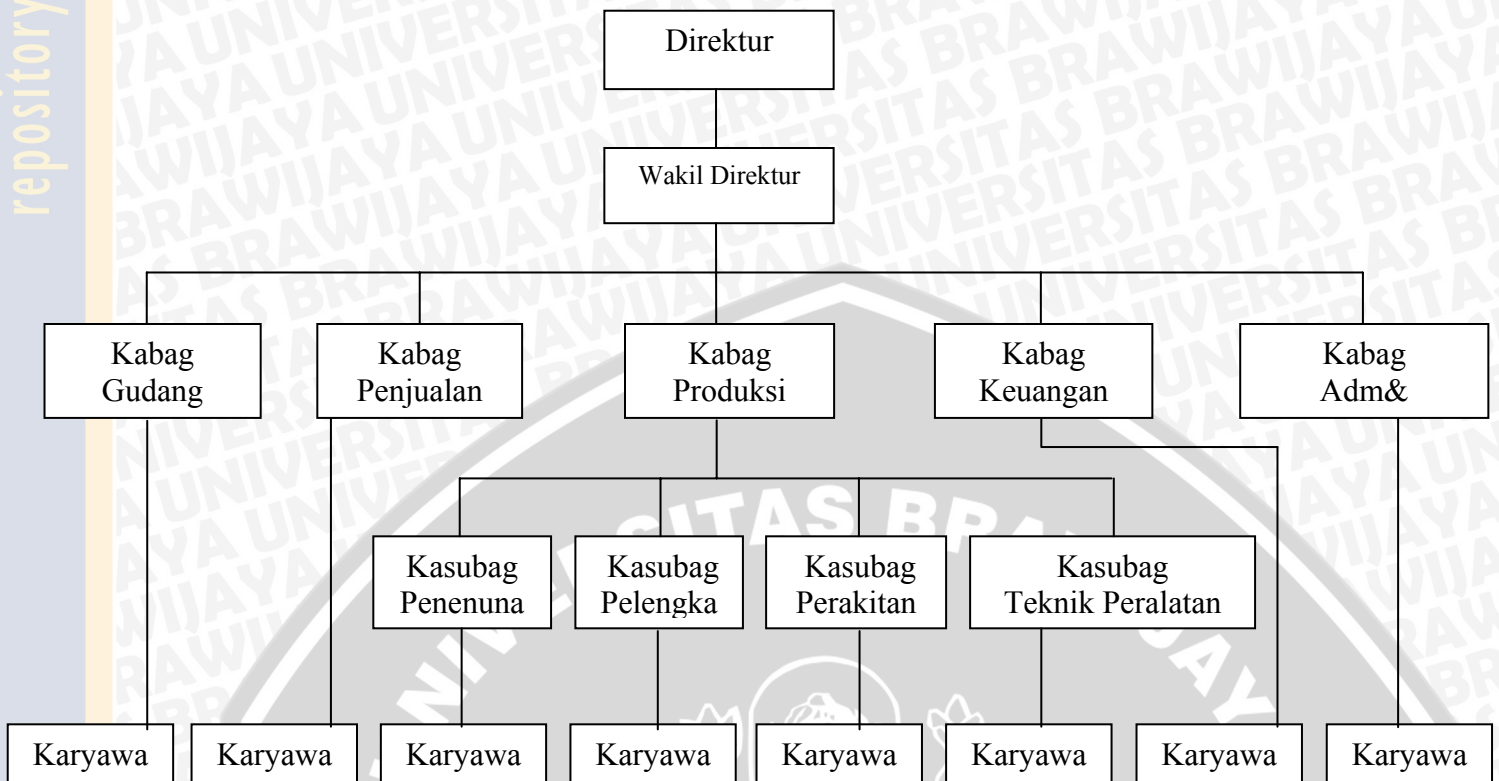 repository
Direktur
Wakil Direktur
Kabag
Gudang
Kabag
Penjualan
Kabag
Produksi
Kabag
Keuangan
Kabag
Adm&
Kasubag
Penenuna
Kasubag
Pelengka
Kasubag
Perakitan
Kasubag
Teknik Peralatan
Karyawa
Karyawa
Karyawa
Karyawa
Karyawa
Karyawa
Karyawa
Karyawa